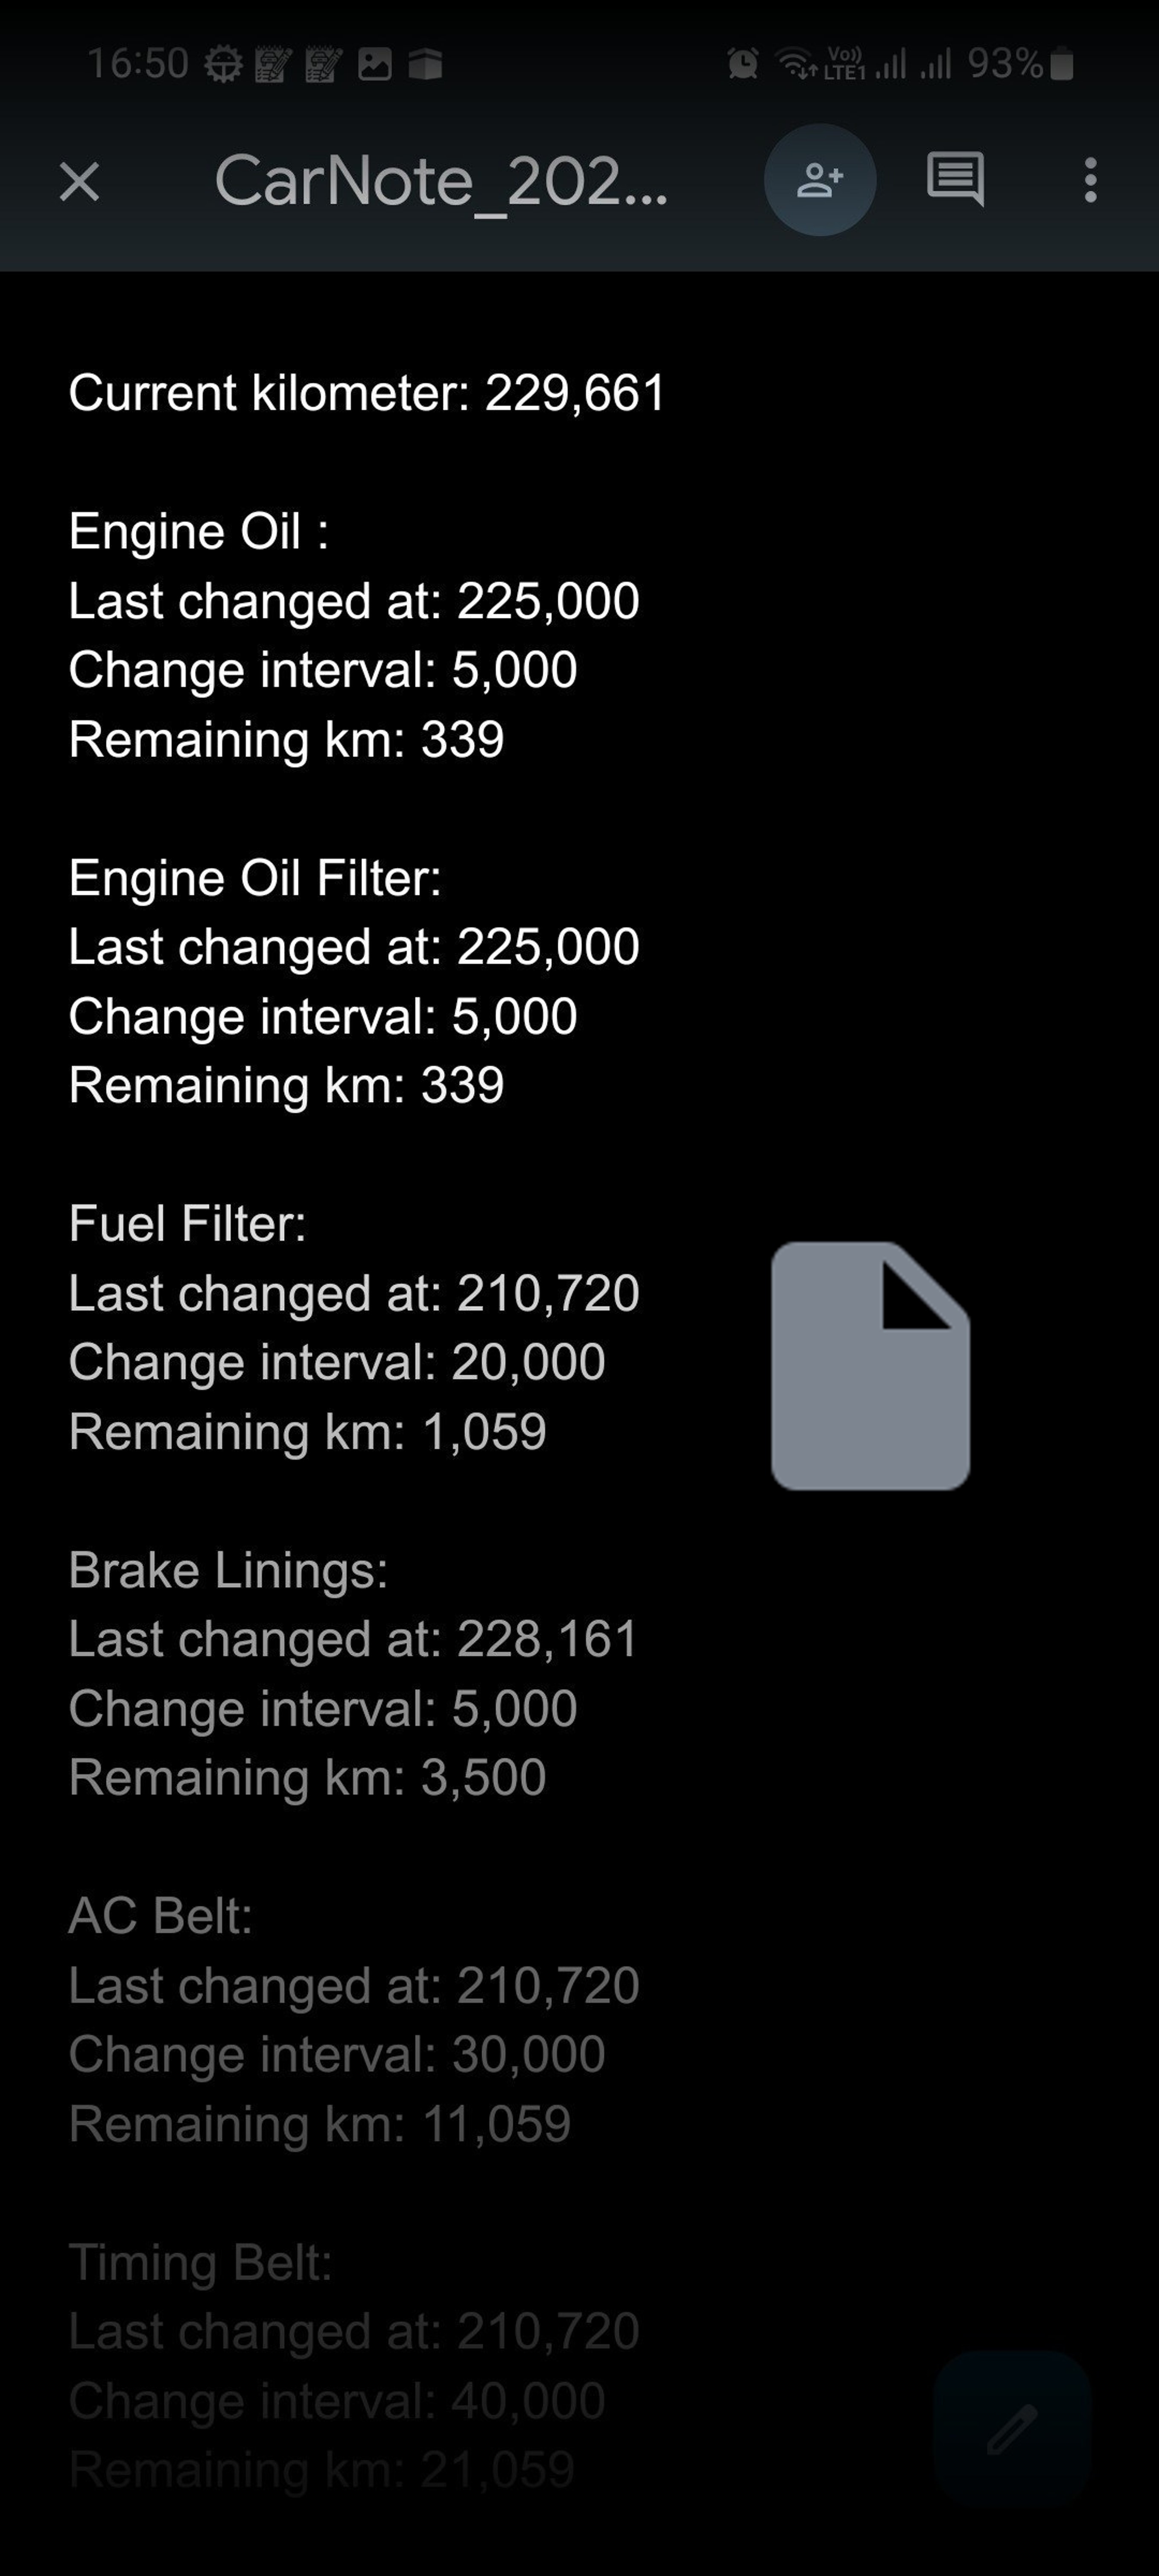 16:50
Vo))
LTE1
93%
CarNote_202...
Current kilometer: 229,661
Engine Oil :
Last changed at: 225,000
Change interval: 5,000
Remaining km: 339
Engine Oil Filter:
Last changed at: 225,000
Change interval: 5,000
Remaining km: 339
Fuel Filter:
Last changed at: 210,720
Change interval: 20,000
Remaining km: 1,059
Brake Linings:
Last changed at: 228,161
Change interval: 5,000
Remaining km: 3,500
AC Belt:
Last changed at: 210,720
Change interval: 30,000
Remaining km: 11,059
Timing Belt:
Last changed at: 210,720
Change interval: 40,000
Remaining km: 21,059